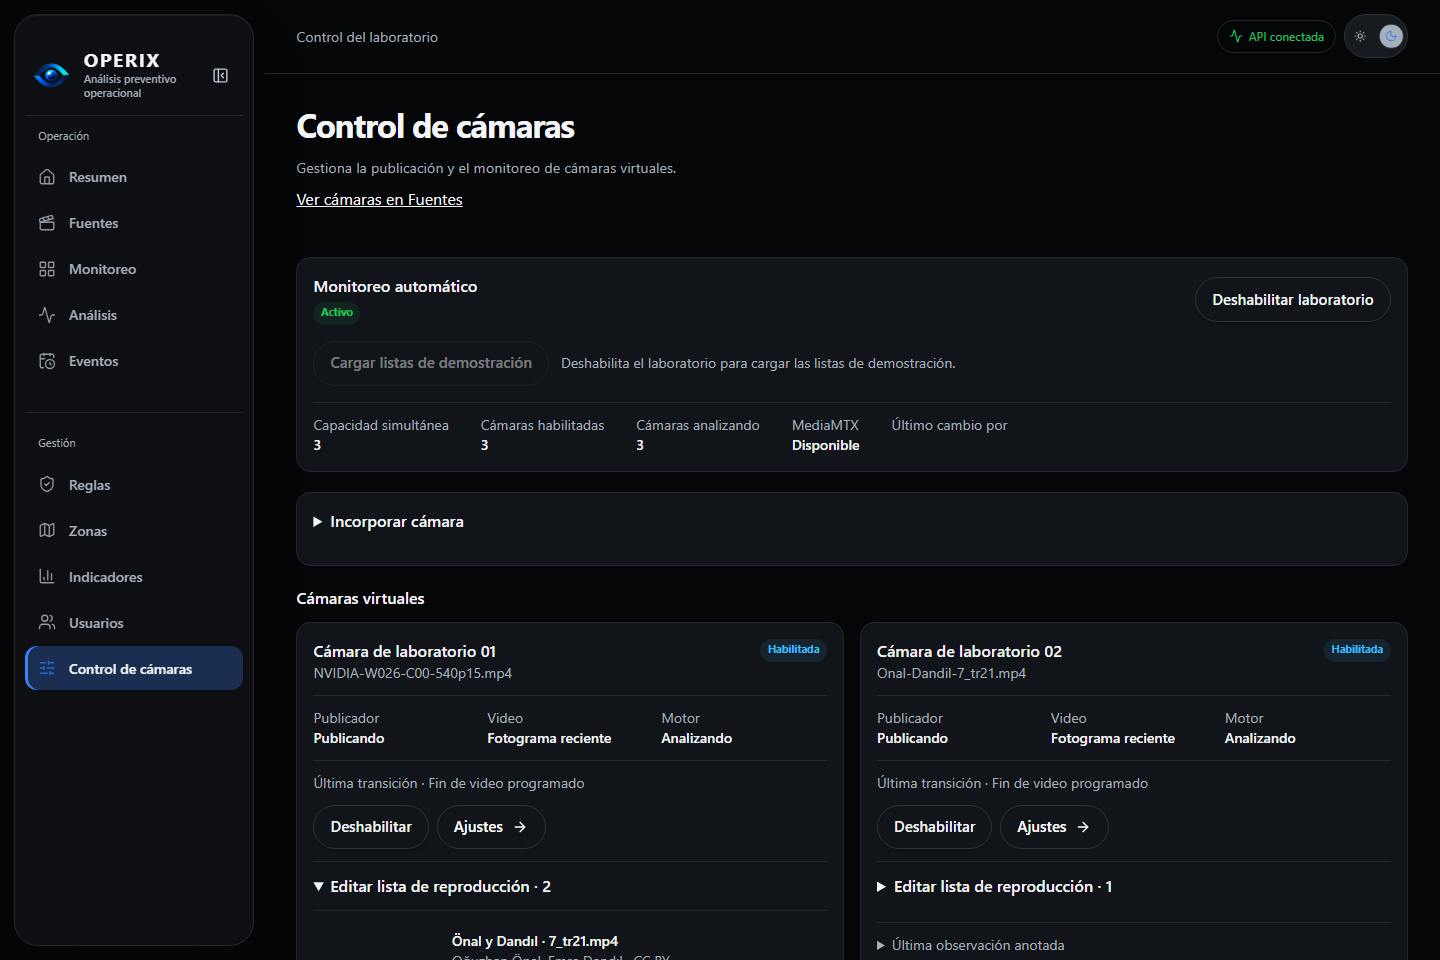 OPERIX
Análisis preventivo
operacional
Operación
Resumen
Fuentes
Monitoreo
Análisis
Eventos
Gestión
Reglas
Zonas
Indicadores
Usuarios
Control de cámaras
Control del laboratorio
API conectada
Control de cámaras
Gestiona la publicación y el monitoreo de cámaras virtuales.
Ver cámaras en Fuentes
Monitoreo automático
Activo
Deshabilitar laboratorio
Cargar listas de demostración
Deshabilita el laboratorio para cargar las listas de demostración.
Capacidad simultánea
3
Cámaras habilitadas
3
Cámaras analizando
3
MediaMTX
Disponible
Último cambio por
Incorporar cámara
Cámaras virtuales
Cámara de laboratorio 01
Habilitada
NVIDIA-W026-C00-540p15.mp4
Publicador
Publicando
Video
Fotograma reciente
Motor
Analizando
Última transición · Fin de video programado
Deshabilitar
Ajustes →
Editar lista de reproducción · 2
Önal y Dandıl · 7_tr21.mp4
Oğuzhan Önal, Emre Dandıl · CC BY
Cámara de laboratorio 02
Habilitada
Onal-Dandil-7_tr21.mp4
Publicador
Publicando
Video
Fotograma reciente
Motor
Analizando
Última transición · Fin de video programado
Deshabilitar
Ajustes →
Editar lista de reproducción · 1
Última observación anotada